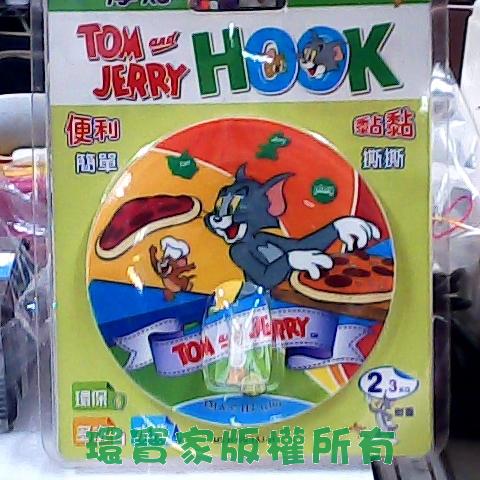 TOM and JERRY HOOK
便利 簡單
黏黏 撕撕
TOM and JERRY
環保
2.3
環寶家版權所有